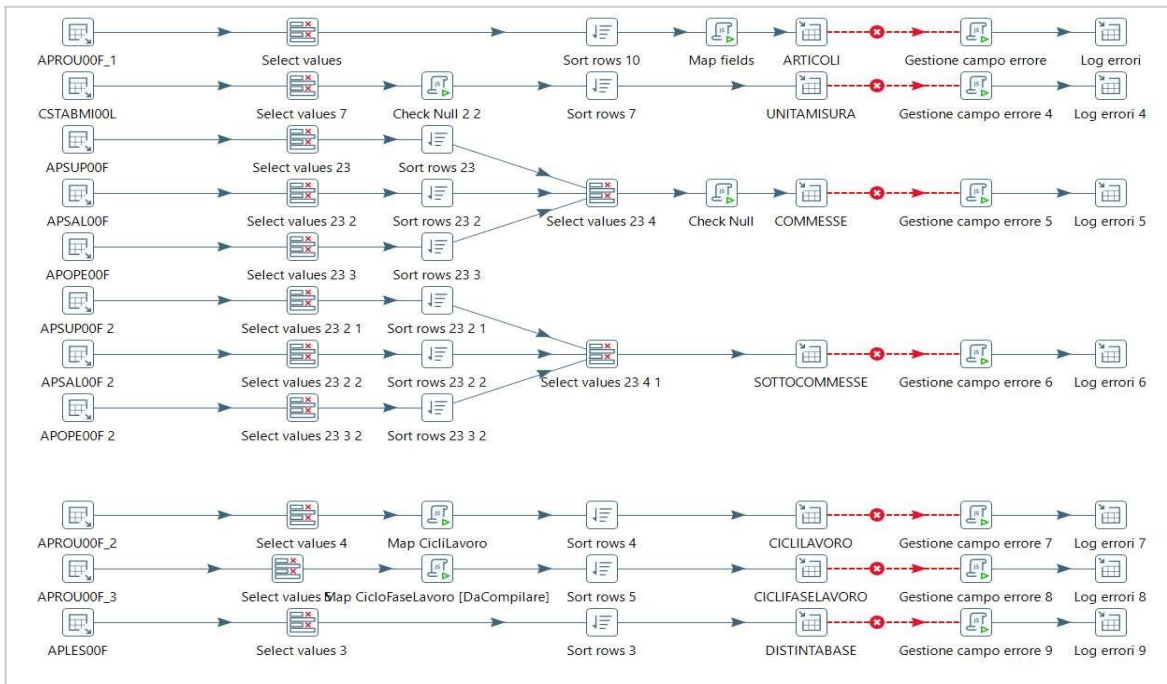 APROU00F_1 Select values Sort rows 10 Map fields ARTICOLI Gestione campo errore Log errori
CSTABMI00L Select values 7 Check Null 2 2 Sort rows 7 UNITAMISURA Gestione campo errore 4 Log errori 4
APSUP00F Select values 23 Sort rows 23
APSAL00F Select values 23 2 Sort rows 23 2 Select values 23 4 Check Null COMMESSE Gestione campo errore 5 Log errori 5
APOPE00F Select values 23 3 Sort rows 23 3
APSUP00F 2 Select values 23 2 1 Sort rows 23 2 1
APSAL00F 2 Select values 23 2 2 Sort rows 23 2 2 Select values 23 4 1 SOTTOCOMMESSE Gestione campo errore 6 Log errori 6
APOPE00F 2 Select values 23 3 2 Sort rows 23 3 2
APROU00F_2 Select values 4 Map CicliLavoro Sort rows 4 CICLILAVORO Gestione campo errore 7 Log errori 7
APROU00F_3 Select values 5 Map CicloFaseLavoro [DaCompilare] Sort rows 5 CICLIFASELAVORO Gestione campo errore 8 Log errori 8
APLES00F Select values 3 Sort rows 3 DISTINTABASE Gestione campo errore 9 Log errori 9